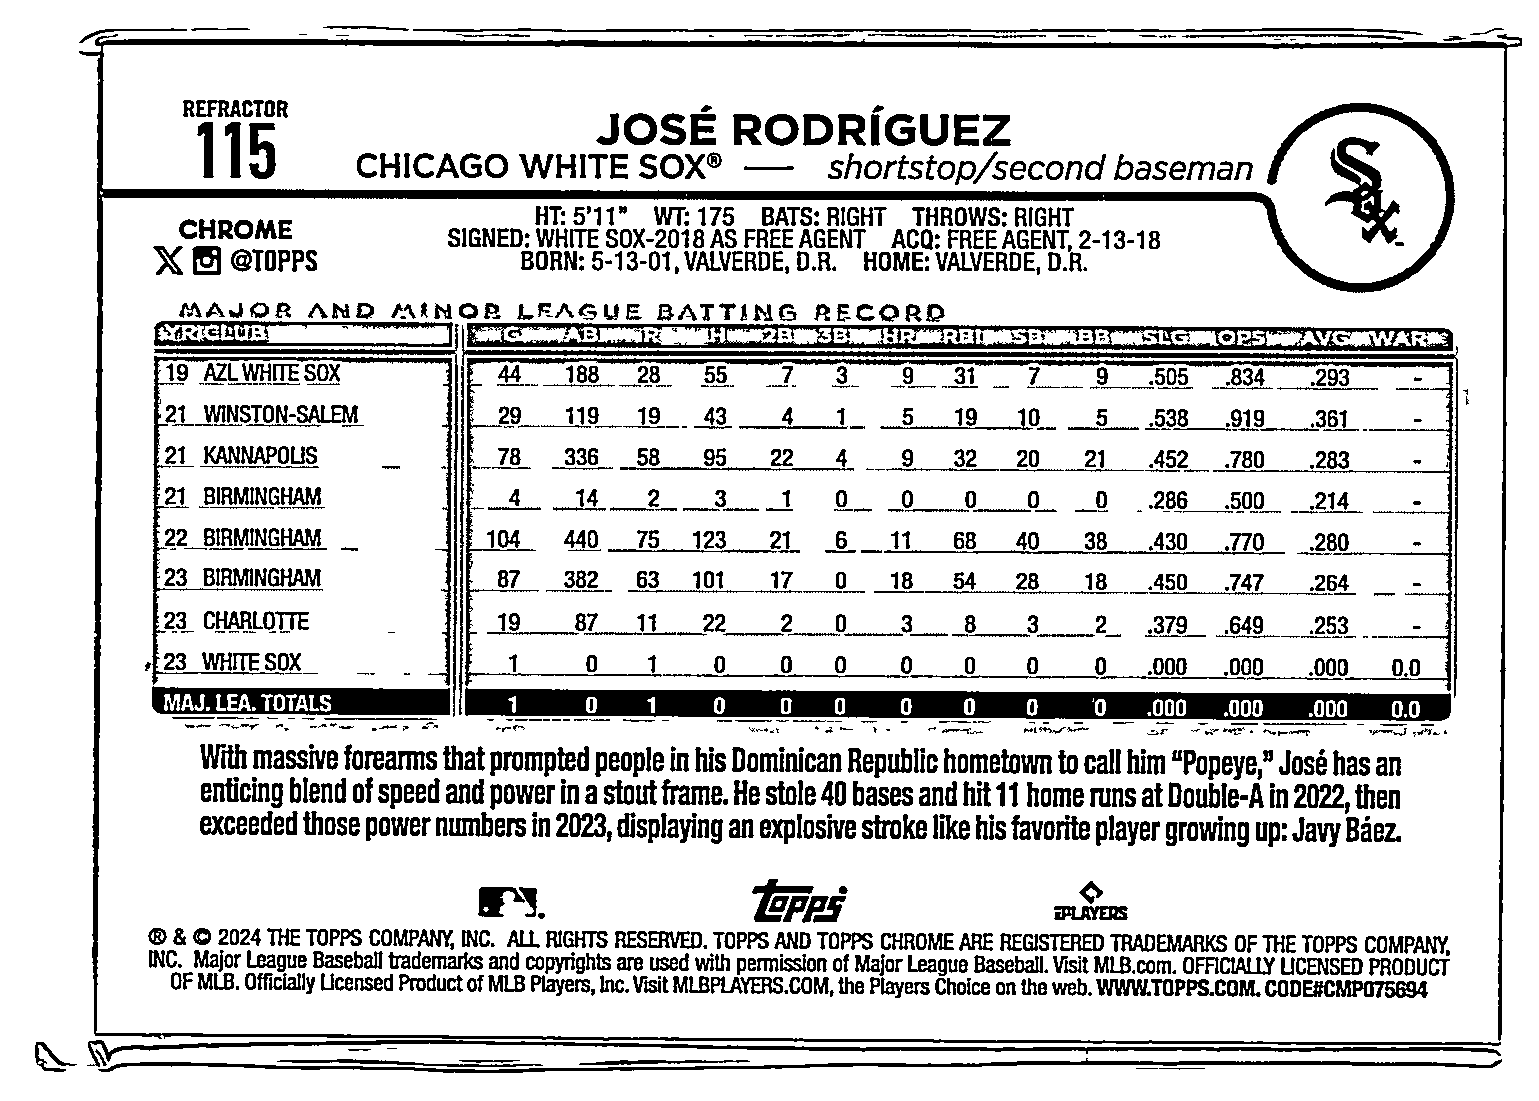 REFRACTOR
115
JOSÉ RODRÍGUEZ
CHICAGO WHITE SOX® — shortstop/second baseman
CHROME
@TOPPS
HT: 5'11" WT: 175 BATS: RIGHT THROWS: RIGHT
SIGNED: WHITE SOX-2018 AS FREE AGENT ACQ: FREE AGENT, 2-13-18
BORN: 5-13-01, VALVERDE, D.R. HOME: VALVERDE, D.R.
MAJOR AND MINOR LEAGUE BATTING RECORD
YR CLUB G AB R H 2B 3B HR RBI SB BB SLG OPS AVG WAR
19 AZL WHITE SOX 44 188 28 55 7 3 9 31 7 9 .505 .834 .293 -
21 WINSTON-SALEM 29 119 19 43 4 1 5 19 10 5 .538 .919 .361 -
21 KANNAPOLIS 78 336 58 95 22 4 9 32 20 21 .452 .780 .283 -
21 BIRMINGHAM 4 14 2 3 1 0 0 0 0 0 .286 .500 .214 -
22 BIRMINGHAM 104 440 75 123 21 6 11 68 40 38 .430 .770 .280 -
23 BIRMINGHAM 87 382 63 101 17 0 18 54 28 18 .450 .747 .264 -
23 CHARLOTTE 19 87 11 22 2 0 3 8 3 2 .379 .649 .253 -
23 WHITE SOX 1 0 1 0 0 0 0 0 0 0 .000 .000 .000 0.0
MAJ. LEA. TOTALS 1 0 1 0 0 0 0 0 0 0 .000 .000 .000 0.0
With massive forearms that prompted people in his Dominican Republic hometown to call him “Popeye,” José has an
enticing blend of speed and power in a stout frame. He stole 40 bases and hit 11 home runs at Double-A in 2022, then
exceeded those power numbers in 2023, displaying an explosive stroke like his favorite player growing up: Javy Báez.
topps
PLAYERS
® & © 2024 THE TOPPS COMPANY, INC. ALL RIGHTS RESERVED. TOPPS AND TOPPS CHROME ARE REGISTERED TRADEMARKS OF THE TOPPS COMPANY,
INC. Major League Baseball trademarks and copyrights are used with permission of Major League Baseball. Visit MLB.com. OFFICIALLY LICENSED PRODUCT
OF MLB. Officially Licensed Product of MLB Players, Inc. Visit MLBPLAYERS.COM, the Players Choice on the web. WWW.TOPPS.COM. CODE#CMP075694